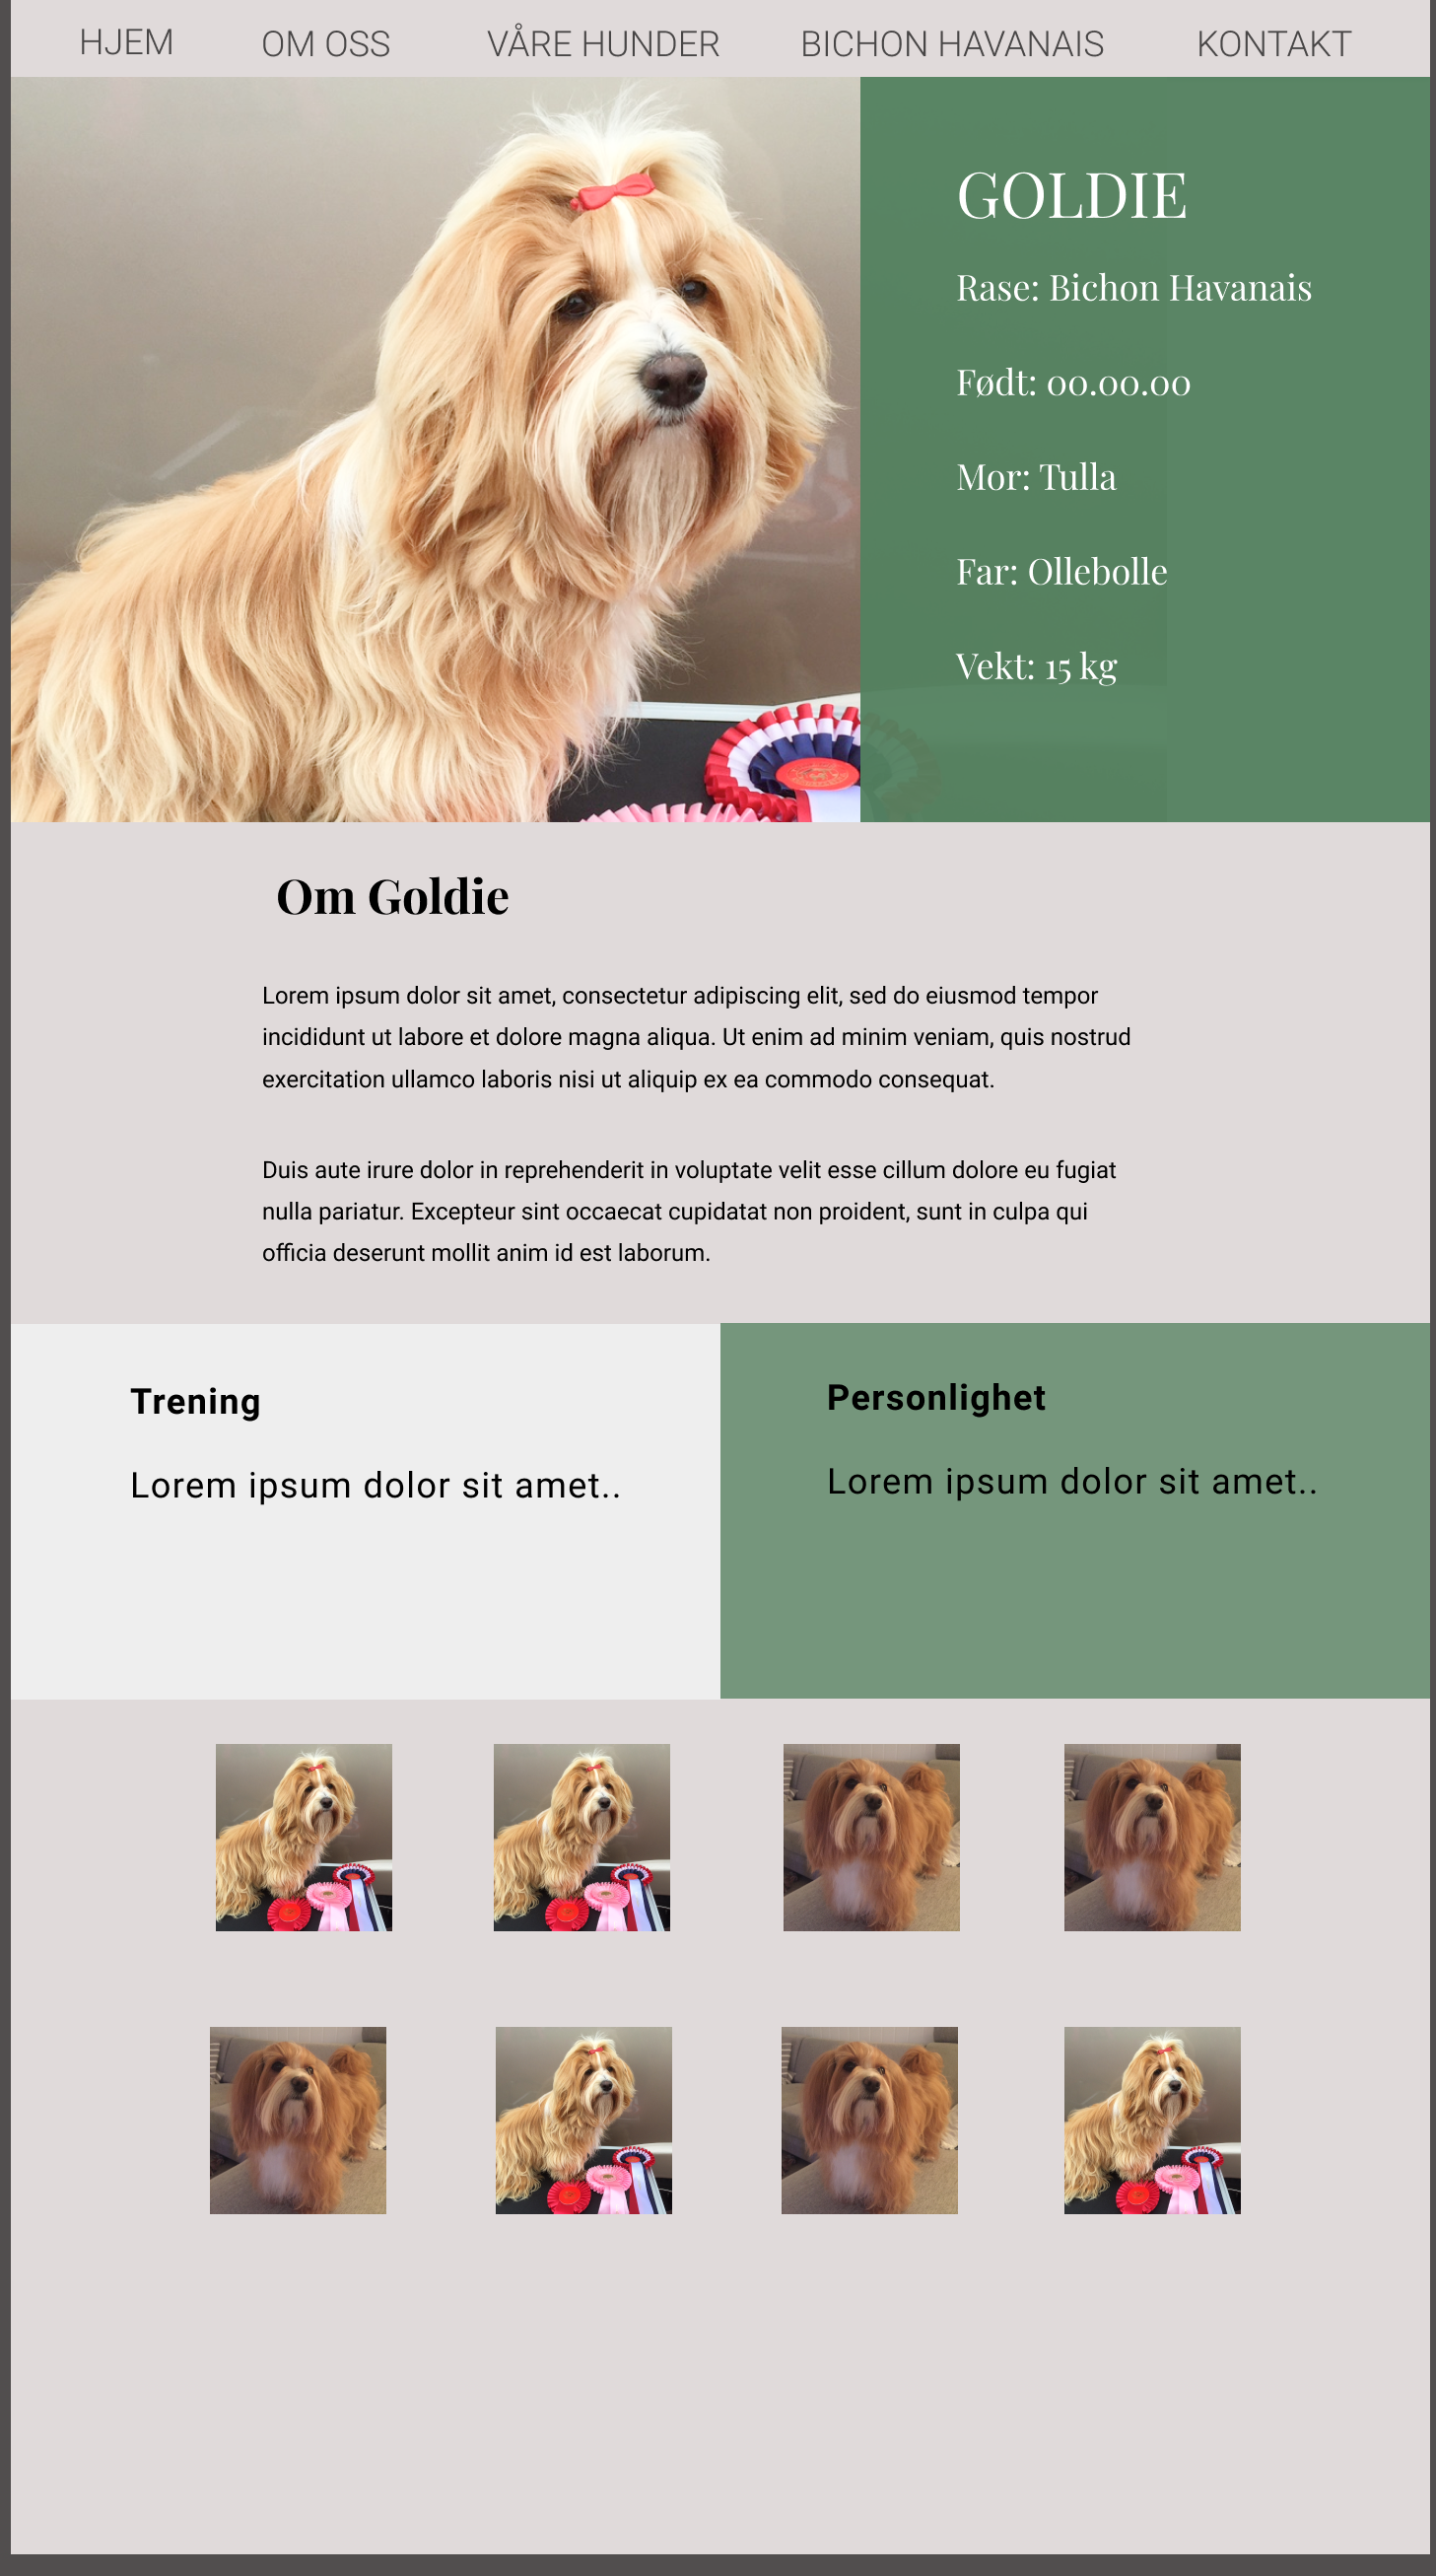 HJEM OM OSS VÅRE HUNDER BICHON HAVANAIS KONTAKT
GOLDIE
Rase: Bichon Havanais
Født: 00.00.00
Mor: Tulla
Far: Ollebolle
Vekt: 15 kg
Om Goldie
Lorem ipsum dolor sit amet, consectetur adipiscing elit, sed do eiusmod tempor
incididunt ut labore et dolore magna aliqua. Ut enim ad minim veniam, quis nostrud
exercitation ullamco laboris nisi ut aliquip ex ea commodo consequat.
Duis aute irure dolor in reprehenderit in voluptate velit esse cillum dolore eu fugiat
nulla pariatur. Excepteur sint occaecat cupidatat non proident, sunt in culpa qui
officia deserunt mollit anim id est laborum.
Trening
Lorem ipsum dolor sit amet..
Personlighet
Lorem ipsum dolor sit amet..